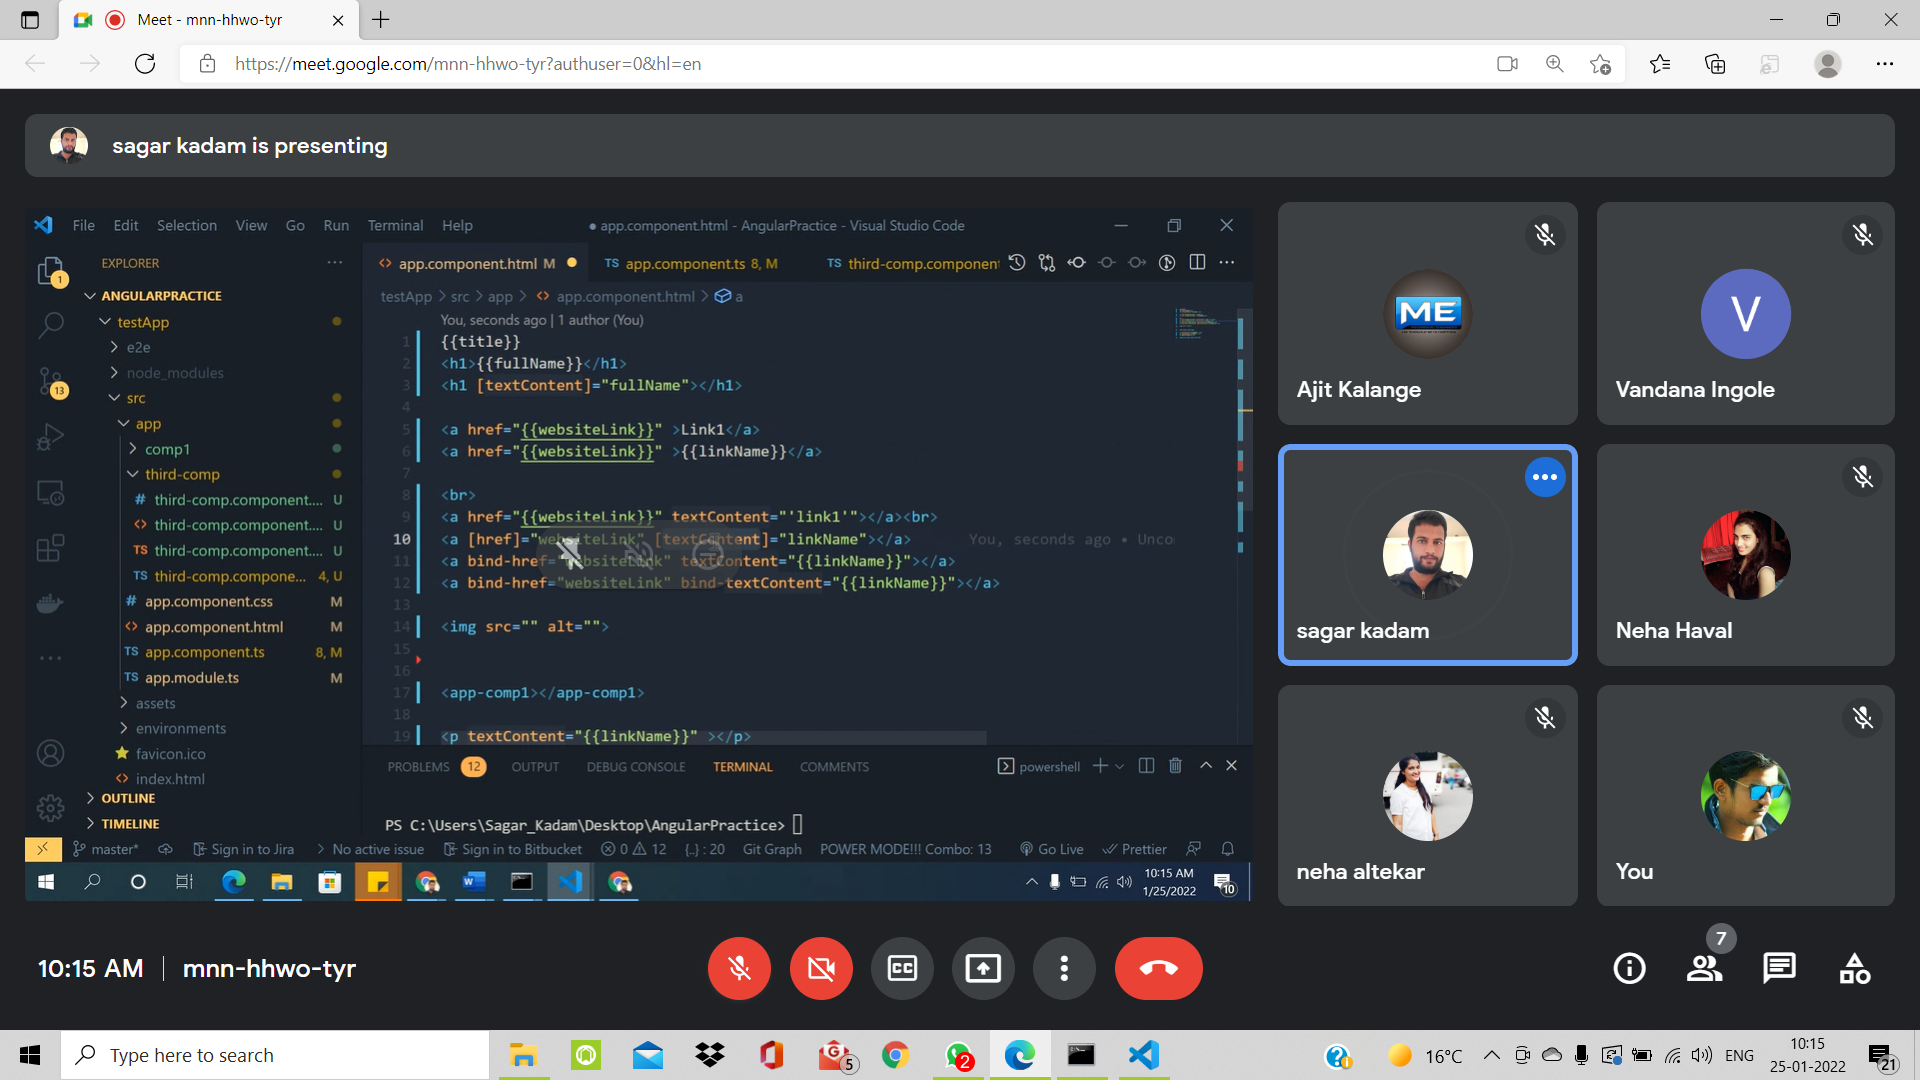 Meet - mnn-hhwo-tyr
https://meet.google.com/mnn-hhwo-tyr?authuser=0&hl=en
sagar kadam is presenting
File Edit Selection View Go Run Terminal Help
● app.component.html - AngularPractice - Visual Studio Code
EXPLORER
app.component.html M
TS app.component.ts 8, M
TS third-comp.component
1
ANGULARPRACTICE
testApp > src > app > app.component.html > a
testApp
e2e
node_modules
13
src
app
comp1
third-comp
# third-comp.component.... U
<> third-comp.component.... U
TS third-comp.component.... U
TS third-comp.compone... 4, U
# app.component.css M
<> app.component.html M
TS app.component.ts 8, M
TS app.module.ts M
assets
environments
favicon.ico
<> index.html
OUTLINE
TIMELINE
You, seconds ago | 1 author (You)
1 {{title}}
2 <h1>{{fullName}}</h1>
3 <h1 [textContent]="fullName"></h1>
4
5 <a href="{{websiteLink}}" >Link1</a>
6 <a href="{{websiteLink}}" >{{linkName}}</a>
7
8 <br>
9 <a href="{{websiteLink}}" textContent="'link1'"></a><br>
10 <a [href]="websiteLink" [textContent]="linkName"></a> You, seconds ago • Unco
11 <a bind-href="websiteLink" textContent="{{linkName}}"></a>
12 <a bind-href="websiteLink" bind-textContent="{{linkName}}"></a>
13
14 <img src="" alt="">
15
16
17 <app-comp1></app-comp1>
18
19 <p textContent="{{linkName}}" ></p>
PROBLEMS 12 OUTPUT DEBUG CONSOLE TERMINAL COMMENTS
powershell
PS C:\Users\Sagar_Kadam\Desktop\AngularPractice>
master* Sign in to Jira No active issue Sign in to Bitbucket 0 12 {..} : 20 Git Graph POWER MODE!!! Combo: 13 Go Live Prettier
10:15 AM
1/25/2022
10
ME
Ajit Kalange
V
Vandana Ingole
sagar kadam
Neha Haval
neha altekar
You
10:15 AM | mnn-hhwo-tyr
CC
7
Type here to search
5
2
16°C
ENG
10:15
25-01-2022
21